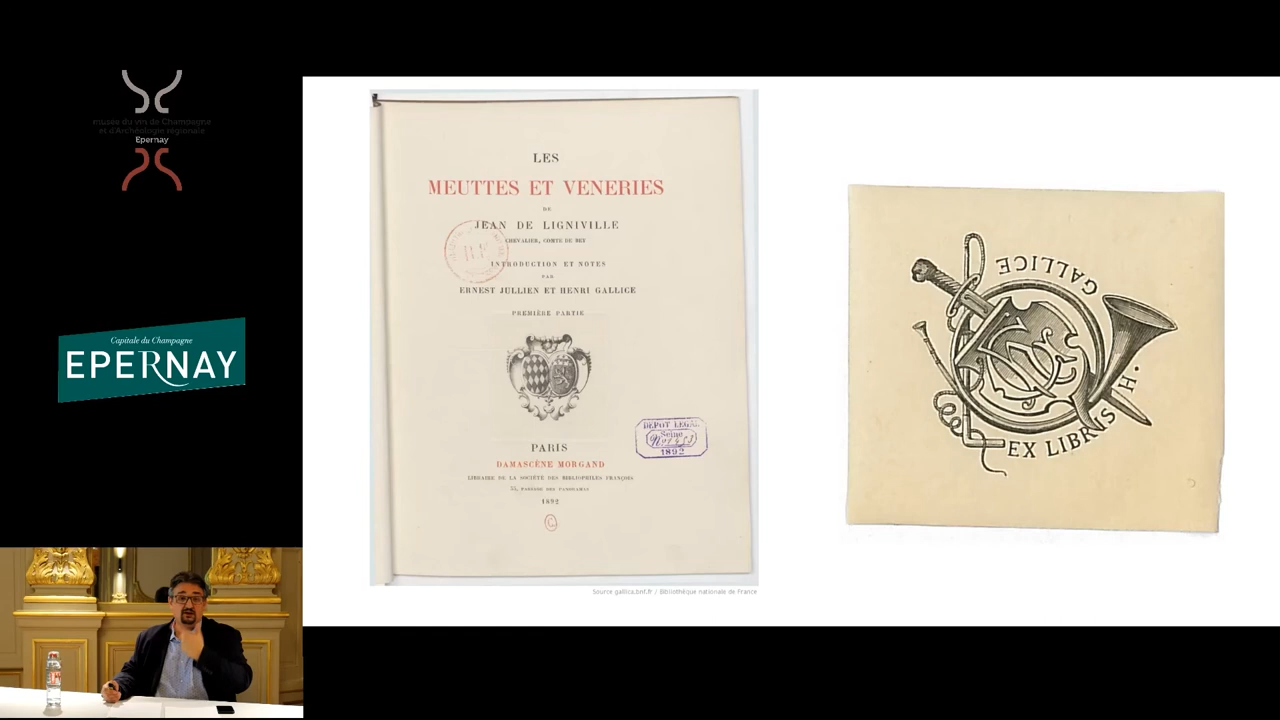 musée du vin de Champagne
et d'Archéologie régionale
Epernay
Capitale du Champagne
EPERNAY
LES
MEUTTES ET VENERIES
DE
JEAN DE LIGNIVILLE
CHEVALIER, COMTE DE BEY
INTRODUCTION ET NOTES
PAR
ERNEST JULLIEN ET HENRI GALLICE
PREMIÈRE PARTIE
DEPOT LEGAL
Seine
1892
PARIS
DAMASCÈNE MORGAND
LIBRAIRE DE LA SOCIÉTÉ DES BIBLIOPHILES FRANÇOIS
55, PASSAGE DES PANORAMAS
1892
Source gallica.bnf.fr / Bibliothèque nationale de France
EX LIBRIS H.
GALLICE